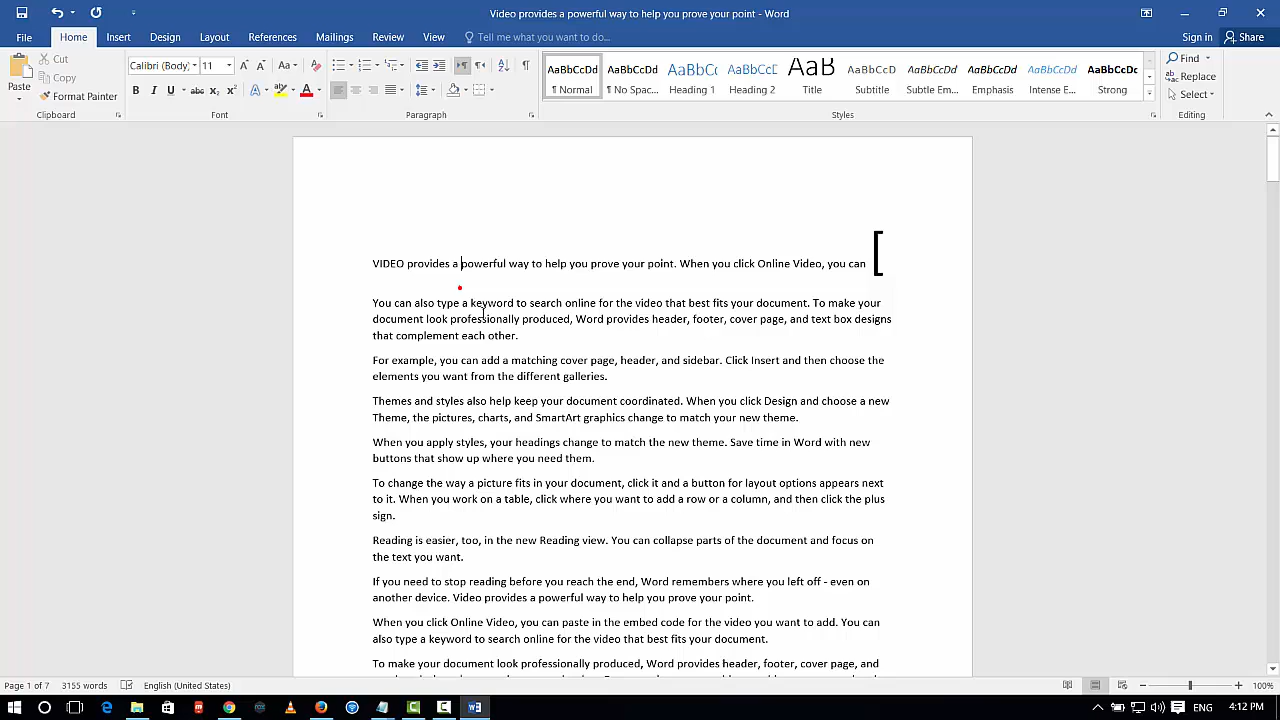 Video provides a powerful way to help you prove your point - Word
File Home Insert Design Layout References Mailings Review View Tell me what you want to do... Sign in Share
Paste Cut Copy Format Painter Clipboard
Calibri (Body) 11 Aa B I U abc x₂ x² A A Font
Paragraph
AaBbCcDd ¶ Normal
AaBbCcDd ¶ No Spac...
AaBbCc Heading 1
AaBbCcD Heading 2
AaB Title
AaBbCcD Subtitle
AaBbCcDd Subtle Em...
AaBbCcDd Emphasis
AaBbCcDd Intense E...
AaBbCcDc Strong
Styles
Find Replace Select Editing
VIDEO provides a powerful way to help you prove your point. When you click Online Video, you can [
You can also type a keyword to search online for the video that best fits your document. To make your
document look professionally produced, Word provides header, footer, cover page, and text box designs
that complement each other.
For example, you can add a matching cover page, header, and sidebar. Click Insert and then choose the
elements you want from the different galleries.
Themes and styles also help keep your document coordinated. When you click Design and choose a new
Theme, the pictures, charts, and SmartArt graphics change to match your new theme.
When you apply styles, your headings change to match the new theme. Save time in Word with new
buttons that show up where you need them.
To change the way a picture fits in your document, click it and a button for layout options appears next
to it. When you work on a table, click where you want to add a row or a column, and then click the plus
sign.
Reading is easier, too, in the new Reading view. You can collapse parts of the document and focus on
the text you want.
If you need to stop reading before you reach the end, Word remembers where you left off - even on
another device. Video provides a powerful way to help you prove your point.
When you click Online Video, you can paste in the embed code for the video you want to add. You can
also type a keyword to search online for the video that best fits your document.
To make your document look professionally produced, Word provides header, footer, cover page, and
Page 1 of 7 3155 words English (United States) 100%
ENG 4:12 PM